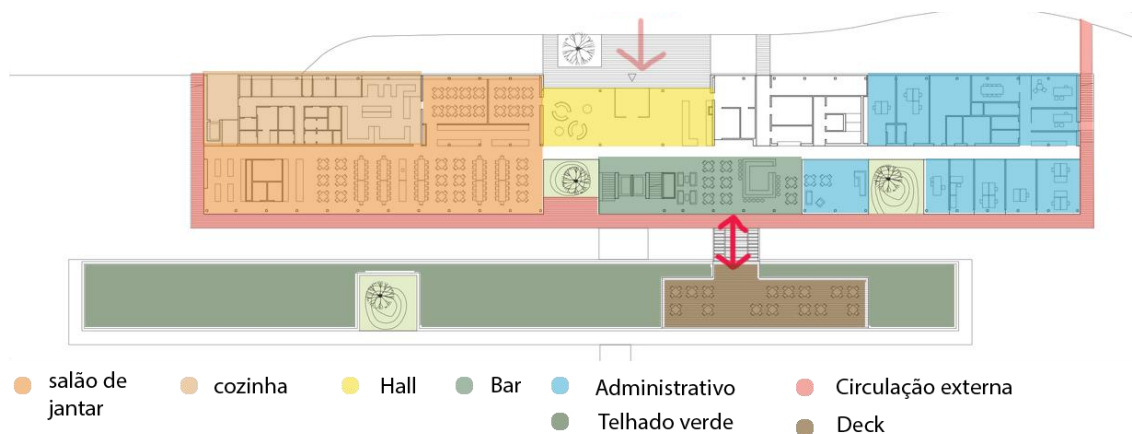 salão de
jantar
cozinha
Hall
Bar
Administrativo
Telhado verde
Circulação externa
Deck